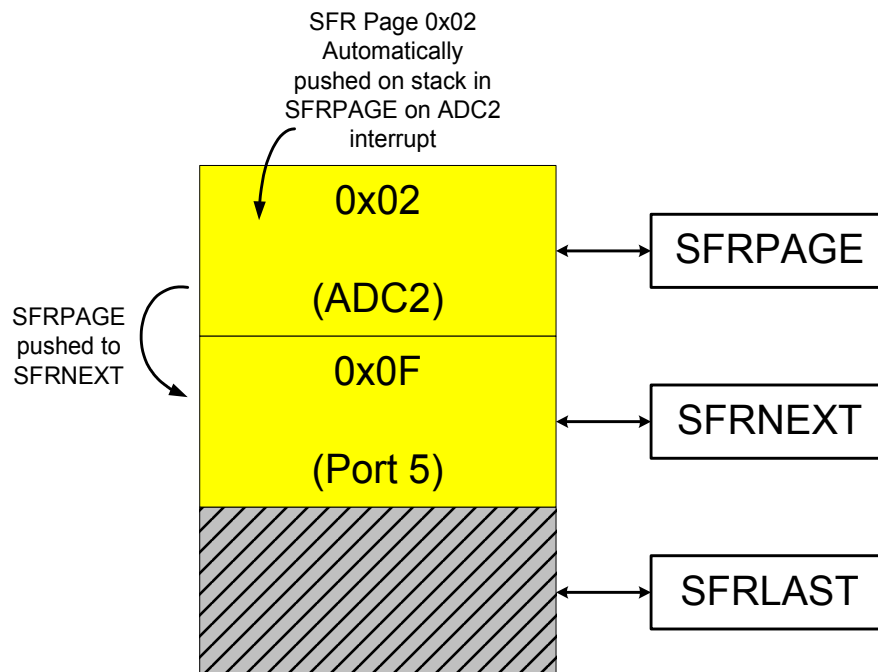 SFR Page 0x02
Automatically
pushed on stack in
SFRPAGE on ADC2
interrupt
0x02
(ADC2)
SFRPAGE
SFRPAGE
pushed to
SFRNEXT
0x0F
(Port 5)
SFRNEXT
SFRLAST